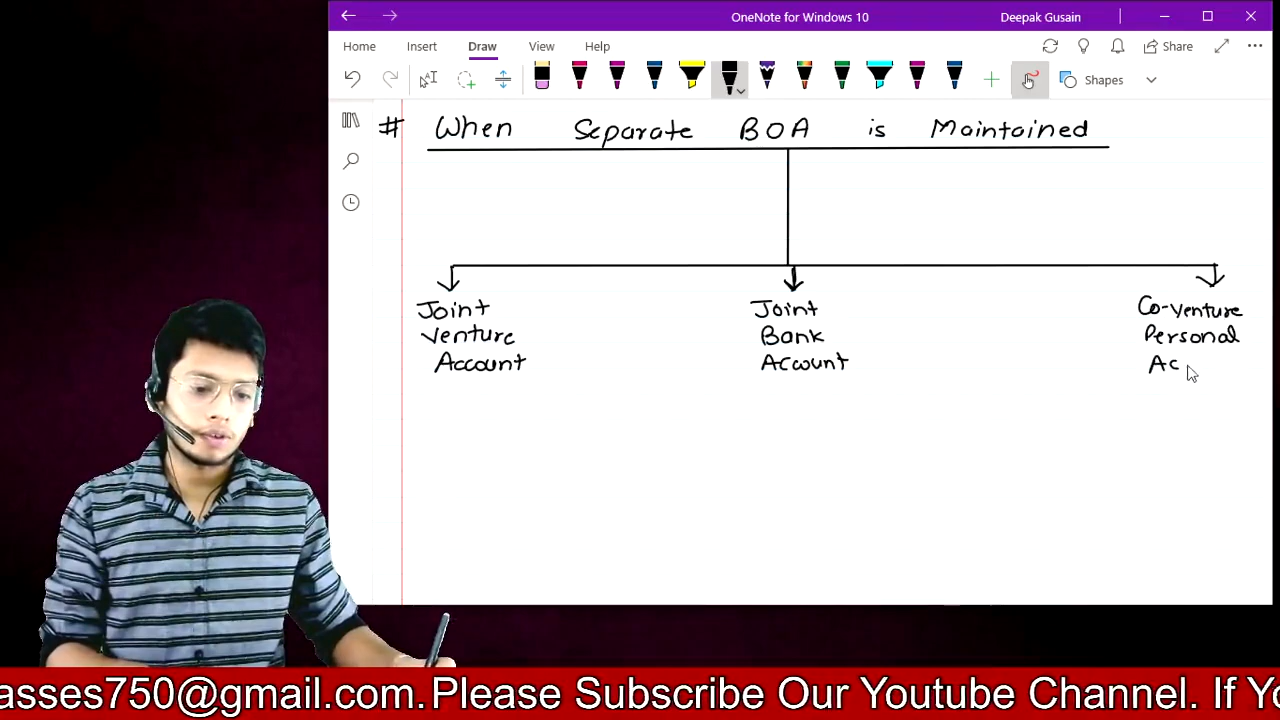 OneNote for Windows 10
Deepak Gusain
Home Insert Draw View Help
Share
Shapes
# When Separate BOA is Maintained
Joint
Venture
Account
Joint
Bank
Account
Co-venture
Personal
Ac
asses750@gmail.com.Please Subscribe Our Youtube Channel. If Yo